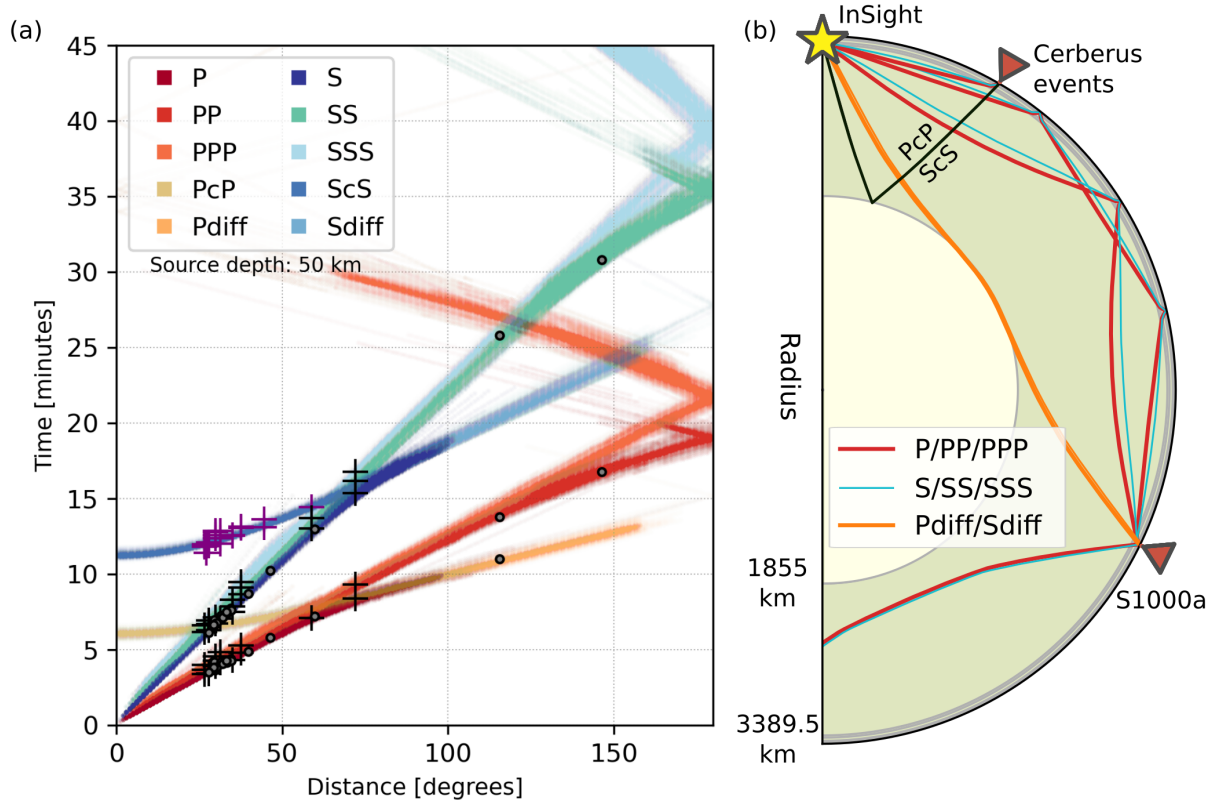 (a)
45
40
35
30
25
20
15
10
5
0
Time [minutes]
P
PP
PPP
PcP
Pdiff
S
SS
SSS
ScS
Sdiff
Source depth: 50 km
0
50
100
150
Distance [degrees]
(b)
InSight
Cerberus
events
PcP
ScS
Radius
P/PP/PPP
S/SS/SSS
Pdiff/Sdiff
1855
km
S1000a
3389.5
km